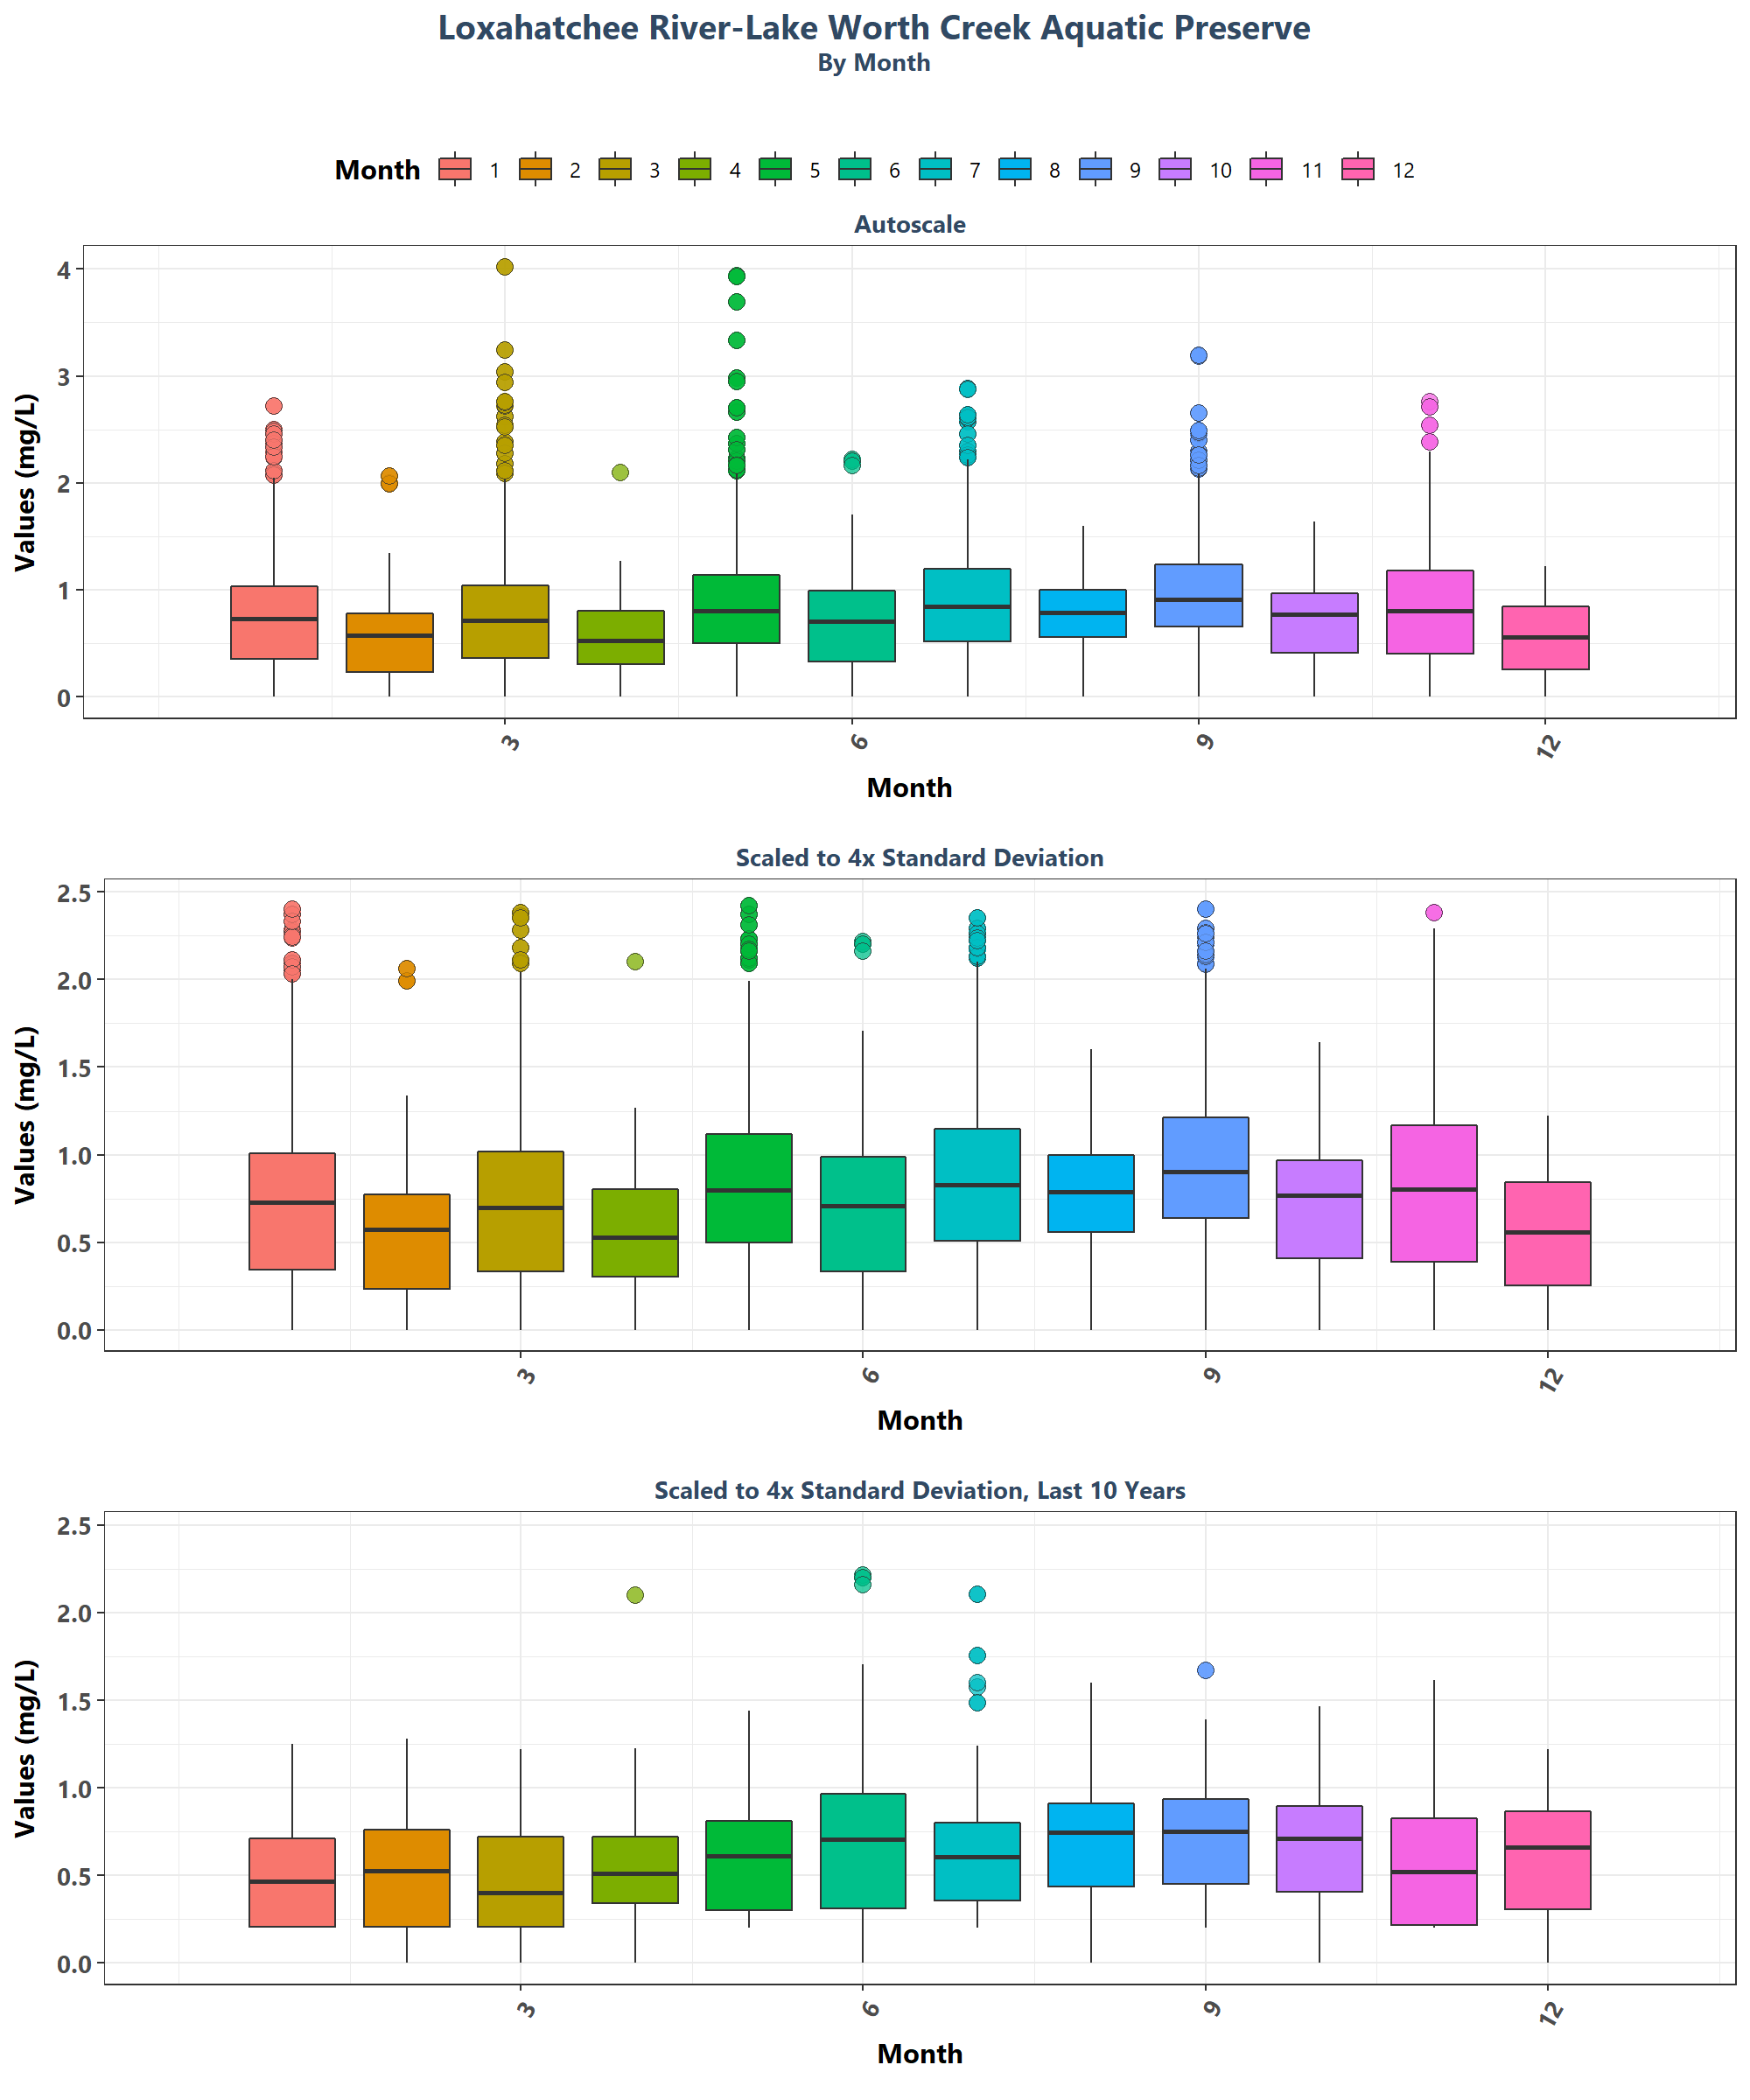 Loxahatchee River-Lake Worth Creek Aquatic Preserve
By Month
Month 1 2 3 4 5 6 7 8 9 10 11 12
Autoscale
Values (mg/L)
4
3
2
1
0
3 6 9 12
Month
Scaled to 4x Standard Deviation
Values (mg/L)
2.5
2.0
1.5
1.0
0.5
0.0
3 6 9 12
Month
Scaled to 4x Standard Deviation, Last 10 Years
Values (mg/L)
2.5
2.0
1.5
1.0
0.5
0.0
3 6 9 12
Month